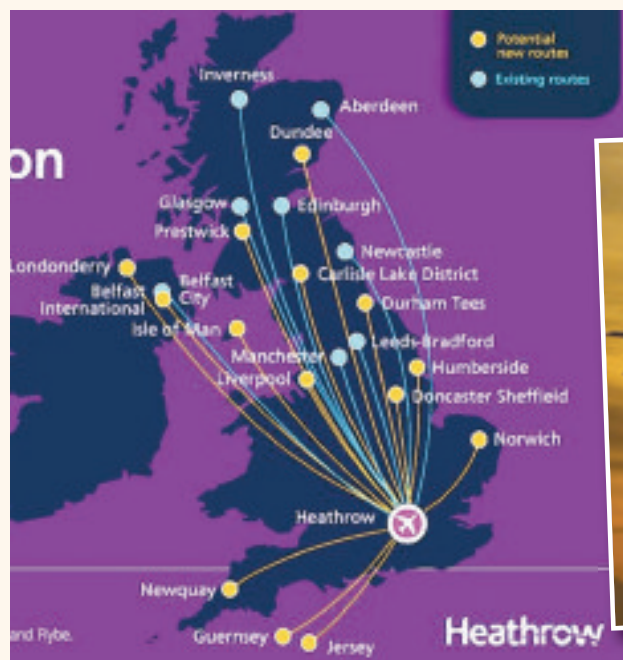 Potential
new routes
Existing routes
on
Inverness
Aberdeen
Dundee
Glasgow
Edinburgh
Prestwick
Newcastle
Londonderry
Carlisle Lake District
Belfast
City
Belfast
International
Durham Tees
Isle of Man
Leeds-Bradford
Manchester
Humberside
Liverpool
Doncaster Sheffield
Norwich
Heathrow
Newquay
and Flybe.
Guernsey
Jersey
Heathrow